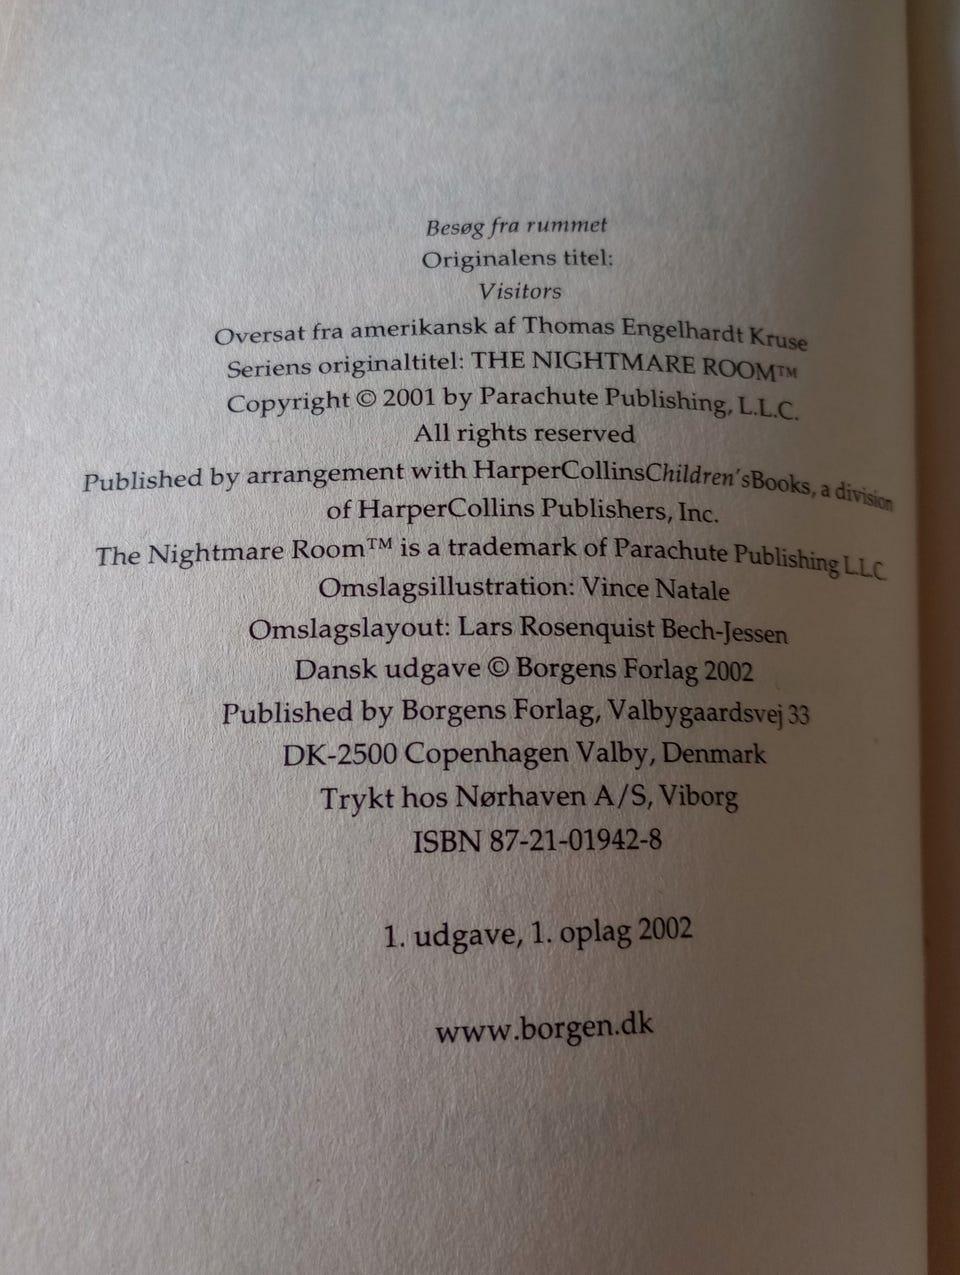 Besøg fra rummet
Originalens titel:
Visitors
Oversat fra amerikansk af Thomas Engelhardt Kruse
Seriens originaltitel: THE NIGHTMARE ROOM™
Copyright © 2001 by Parachute Publishing, L.L.C.
All rights reserved
Published by arrangement with HarperCollinsChildren'sBooks, a division
of HarperCollins Publishers, Inc.
The Nightmare Room™ is a trademark of Parachute Publishing LLC
Omslagsillustration: Vince Natale
Omslagslayout: Lars Rosenquist Bech-Jessen
Dansk udgave © Borgens Forlag 2002
Published by Borgens Forlag, Valbygaardsvej 33
DK-2500 Copenhagen Valby, Denmark
Trykt hos Nørhaven A/S, Viborg
ISBN 87-21-01942-8
1. udgave, 1. oplag 2002
www.borgen.dk